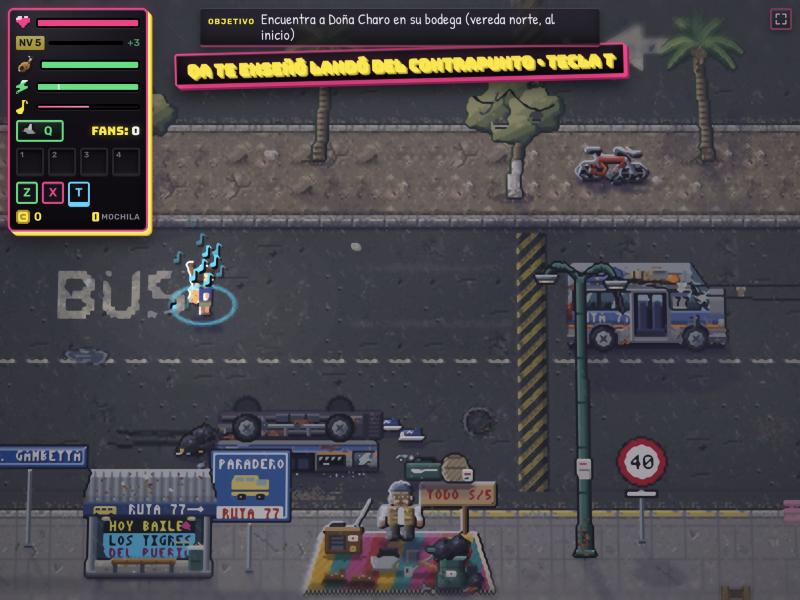 OBJETIVO Encuentra a Doña Charo en su bodega (vereda norte, al
inicio)
QA TE ENSEÑÓ LANDÓ DEL CONTRAPUNTO · TECLA T
NV 5 +3
Q FANS: 0
1 2 3 4
Z X T
C 0 I MOCHILA
BUS
77
. GAMBETTA
PARADERO
RUTA 77
RUTA 77→
HOY BAILE
LOS TIGRES
DEL PUERTO
TODO S/5
40